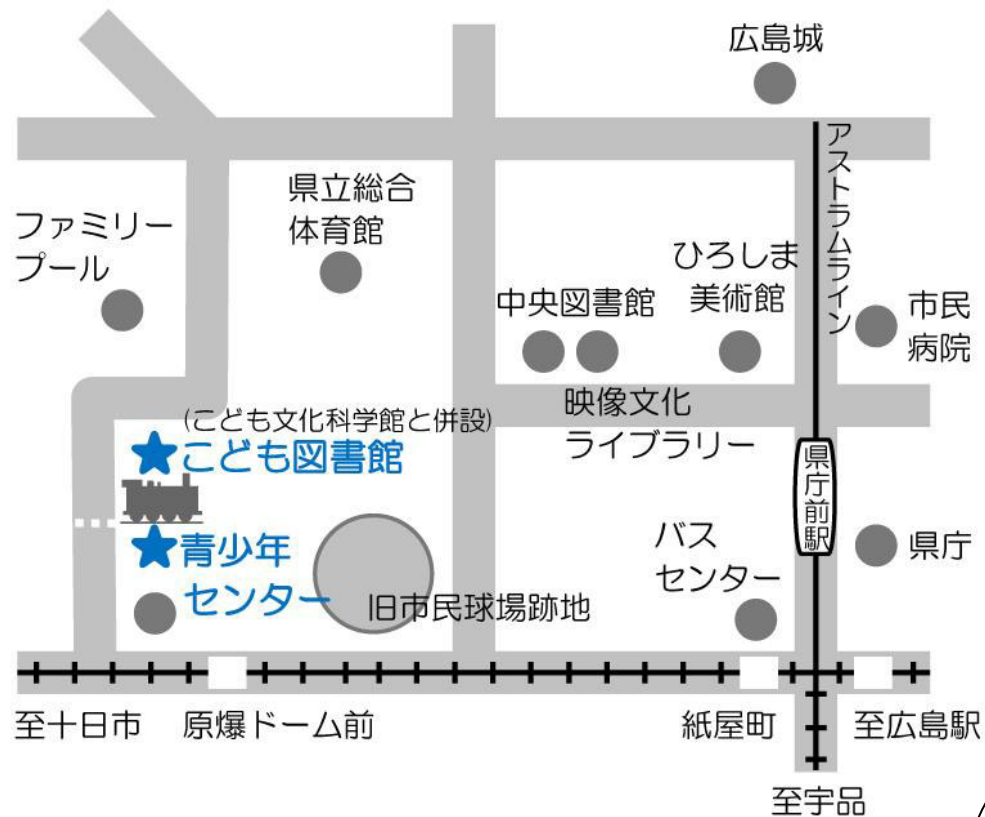 広島城
アストラムライン
県立総合
体育館
ファミリー
プール
ひろしま
美術館
中央図書館
市民
病院
映像文化
ライブラリー
(こども文化科学館と併設)
こども図書館
県庁前駅
青少年
センター
バス
センター
県庁
旧市民球場跡地
至十日市
原爆ドーム前
紙屋町
至広島駅
至宇品